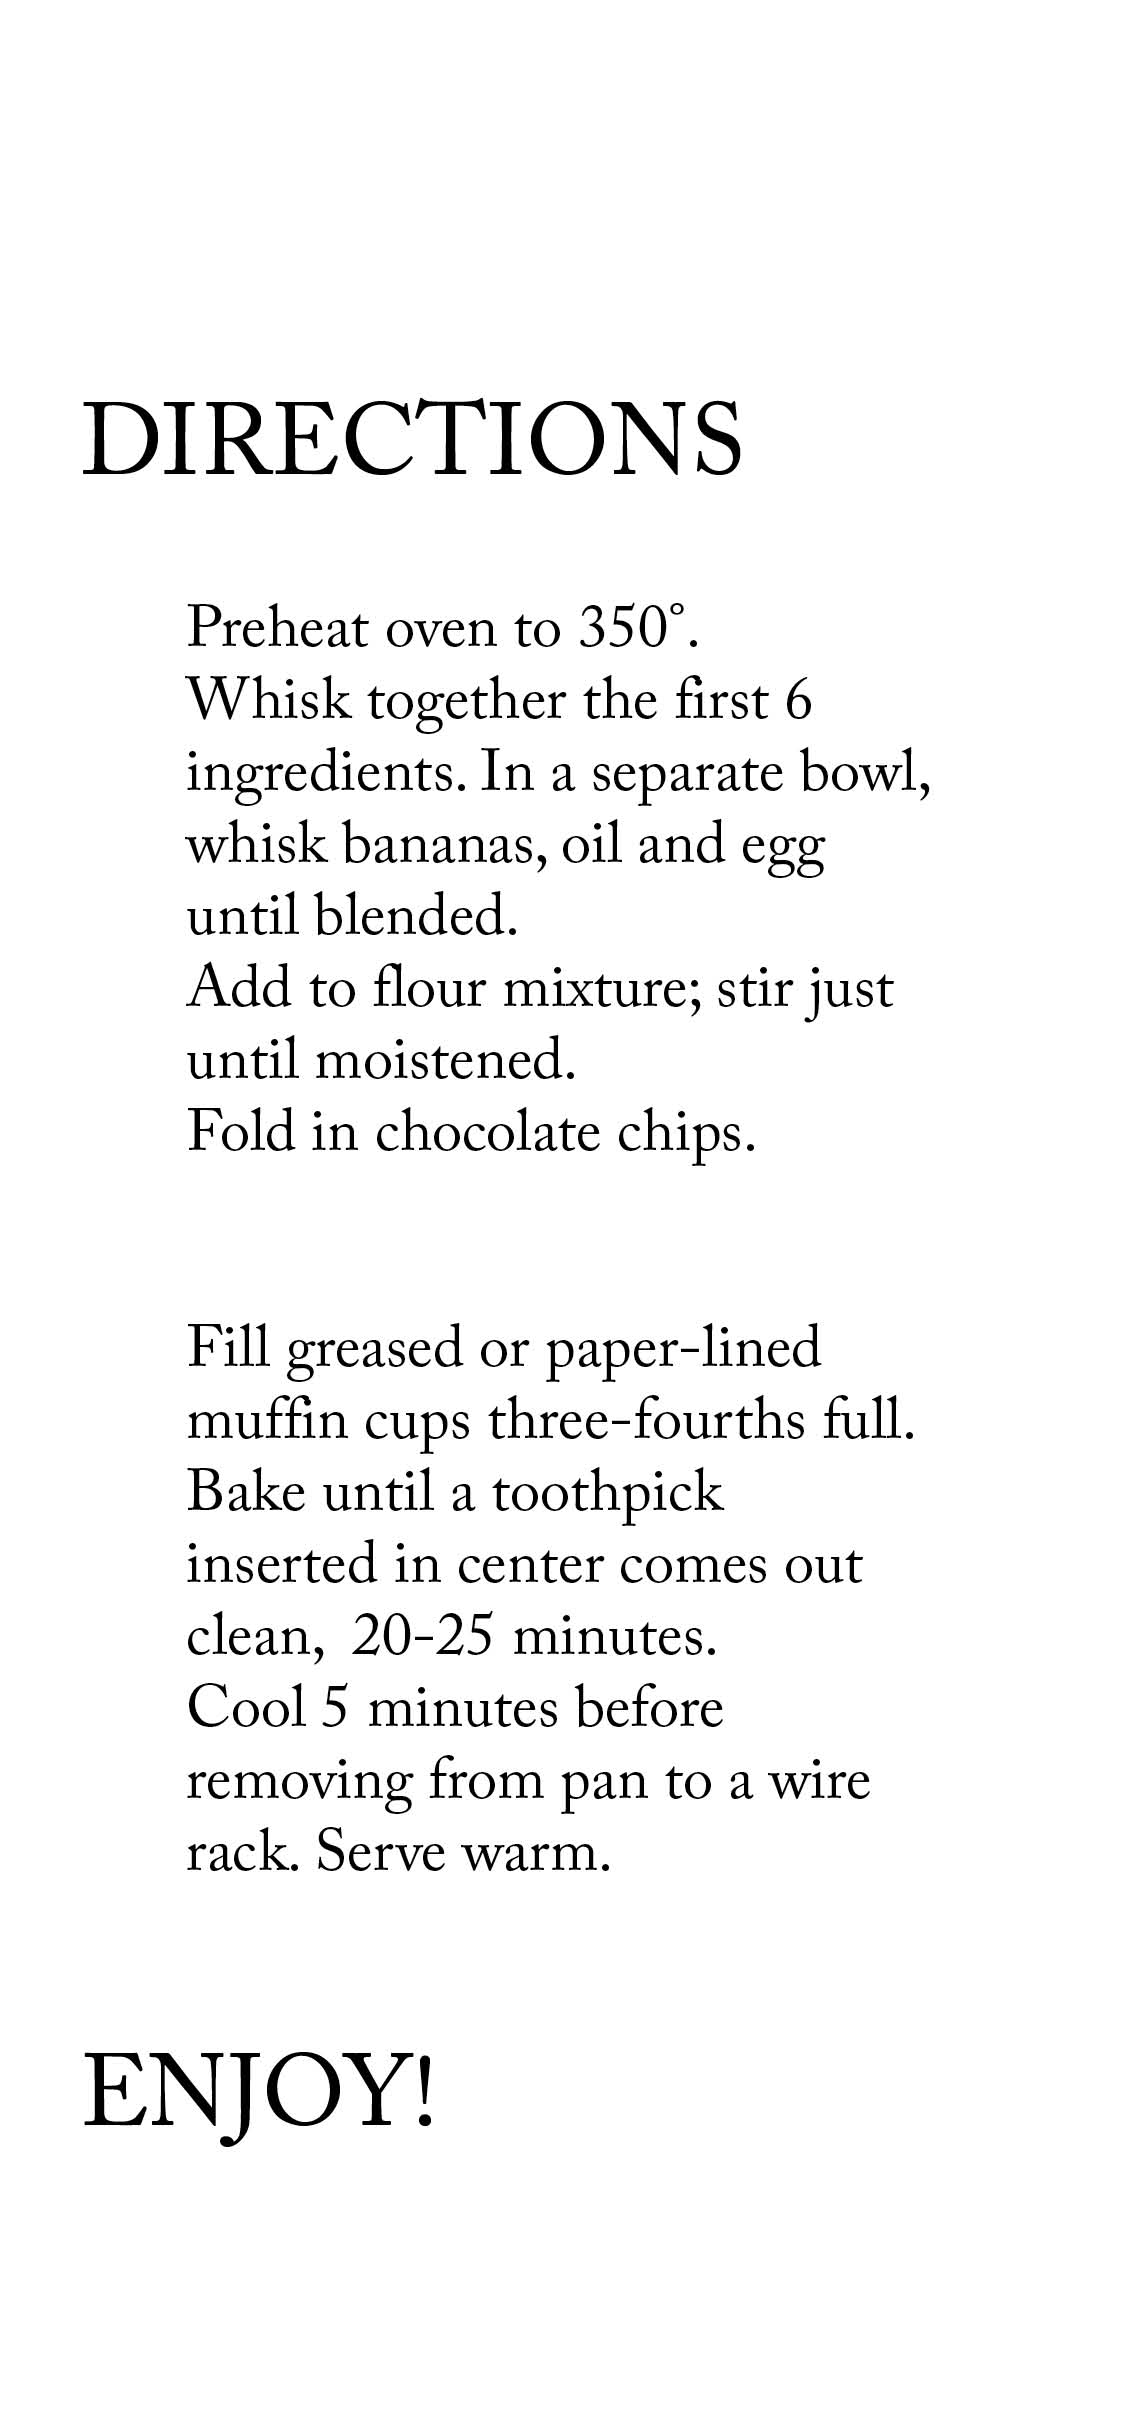 DIRECTIONS
Preheat oven to 350°.
Whisk together the first 6
ingredients. In a separate bowl,
whisk bananas, oil and egg
until blended.
Add to flour mixture; stir just
until moistened.
Fold in chocolate chips.
Fill greased or paper-lined
muffin cups three-fourths full.
Bake until a toothpick
inserted in center comes out
clean, 20-25 minutes.
Cool 5 minutes before
removing from pan to a wire
rack. Serve warm.
ENJOY!